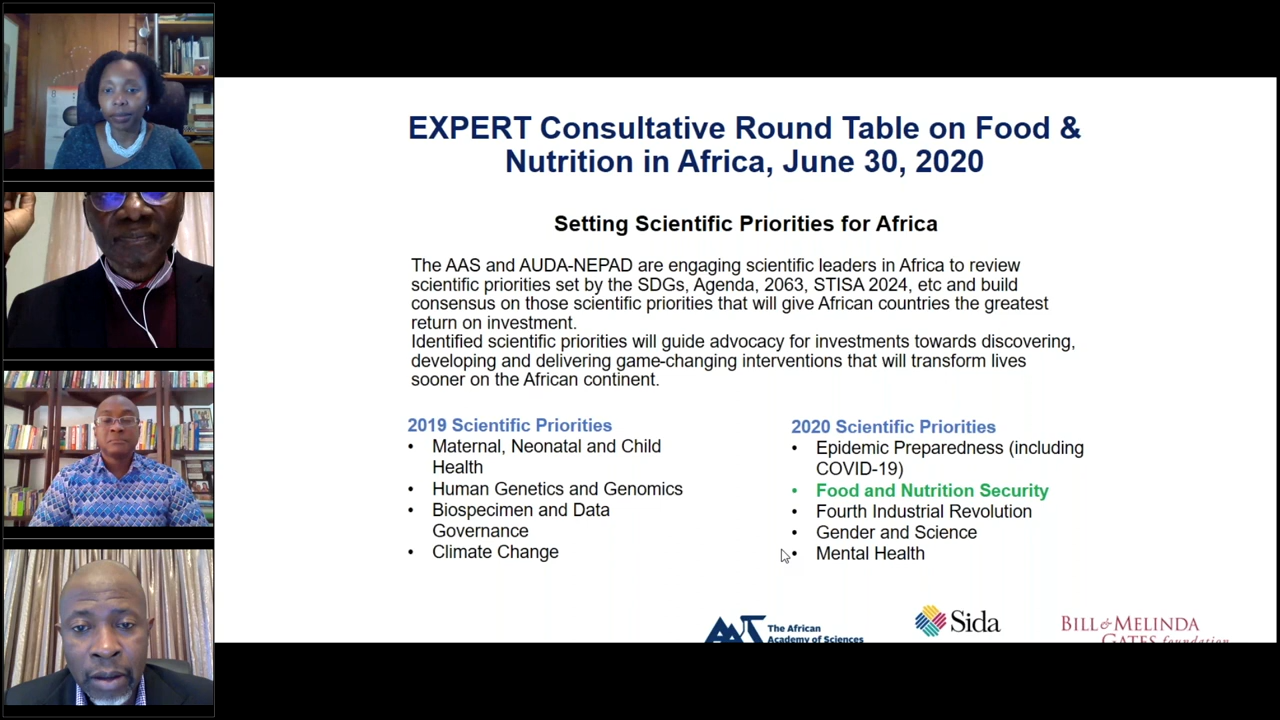 EXPERT Consultative Round Table on Food &
Nutrition in Africa, June 30, 2020
Setting Scientific Priorities for Africa
The AAS and AUDA-NEPAD are engaging scientific leaders in Africa to review
scientific priorities set by the SDGs, Agenda, 2063, STISA 2024, etc and build
consensus on those scientific priorities that will give African countries the greatest
return on investment.
Identified scientific priorities will guide advocacy for investments towards discovering,
developing and delivering game-changing interventions that will transform lives
sooner on the African continent.
2019 Scientific Priorities
• Maternal, Neonatal and Child
Health
• Human Genetics and Genomics
• Biospecimen and Data
Governance
• Climate Change
2020 Scientific Priorities
• Epidemic Preparedness (including
COVID-19)
• Food and Nutrition Security
• Fourth Industrial Revolution
• Gender and Science
• Mental Health
The African
Academy of Sciences
Sida
BILL & MELINDA
GATES foundation